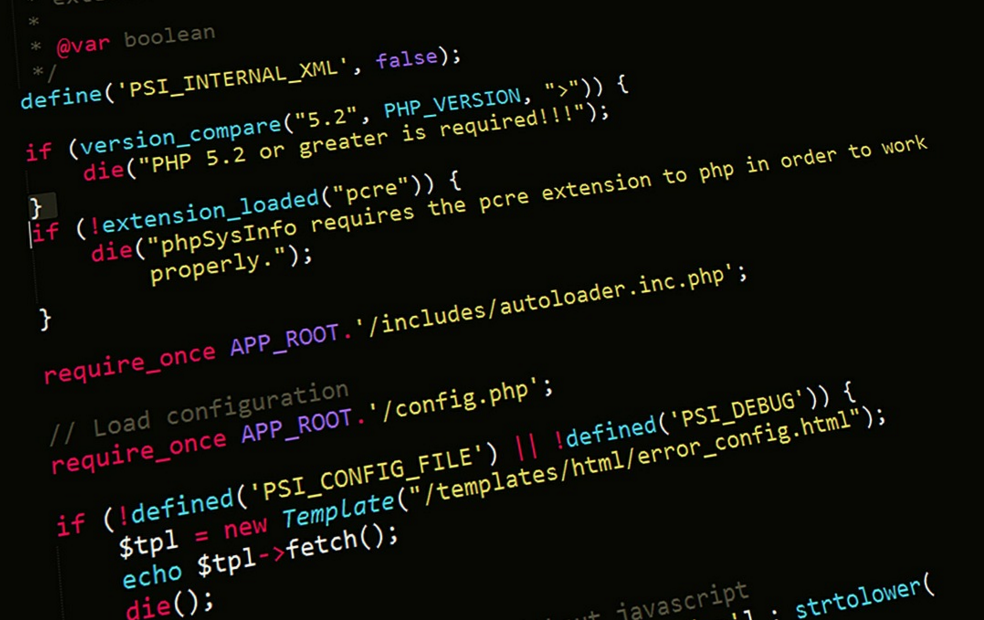 *
* @var boolean
*/
define('PSI_INTERNAL_XML', false);
if (version_compare("5.2", PHP_VERSION, ">")) {
die("PHP 5.2 or greater is required!!!");
}
if (!extension_loaded("pcre")) {
die("phpSysInfo requires the pcre extension to php in order to work
properly.");
}
require_once APP_ROOT.'/includes/autoloader.inc.php';
// Load configuration
require_once APP_ROOT.'/config.php';
if (!defined('PSI_CONFIG_FILE') || !defined('PSI_DEBUG')) {
$tpl = new Template("/templates/html/error_config.html");
echo $tpl->fetch();
die();
javascript
strtolower(